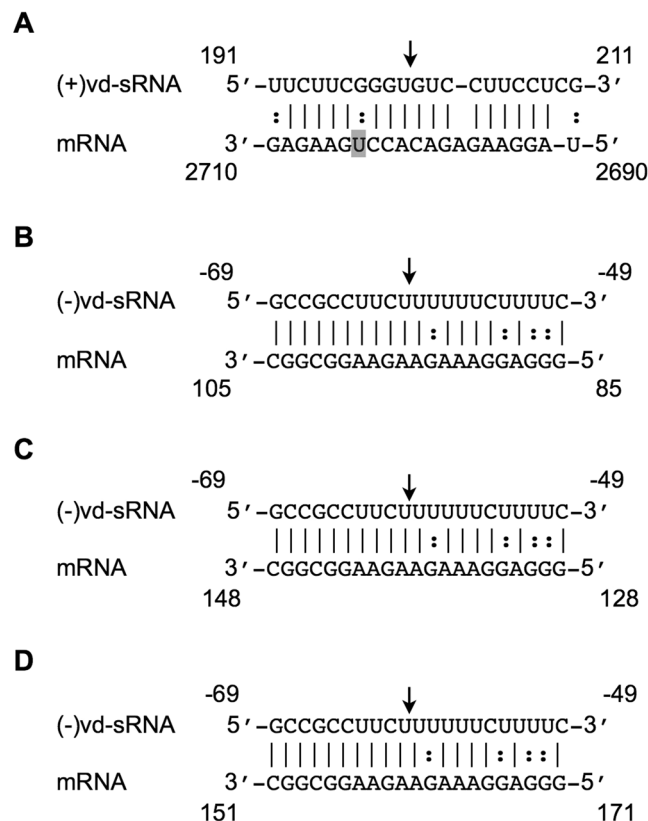 A
191 211
(+)vd-sRNA 5′-UUCUUCGGGUGUC-CUUCCUCG-3′
mRNA 3′-GAGAAGUCCACAGAGAAGGA-U-5′
2710 2690
B
-69 -49
(-)vd-sRNA 5′-GCCGCCUUCUUUUUUCUUUUC-3′
mRNA 3′-CGGCGGAAGAAGAAAGGAGGG-5′
105 85
C
-69 -49
(-)vd-sRNA 5′-GCCGCCUUCUUUUUUCUUUUC-3′
mRNA 3′-CGGCGGAAGAAGAAAGGAGGG-5′
148 128
D
-69 -49
(-)vd-sRNA 5′-GCCGCCUUCUUUUUUCUUUUC-3′
mRNA 3′-CGGCGGAAGAAGAAAGGAGGG-5′
151 171